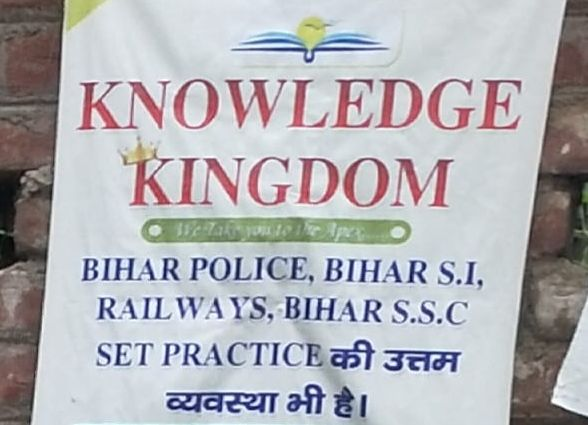 KNOWLEDGE
KINGDOM
We Take you to the Apex.....
BIHAR POLICE, BIHAR S.I,
RAILWAYS, BIHAR S.S.C
SET PRACTICE की उत्तम
व्यवस्था भी है।